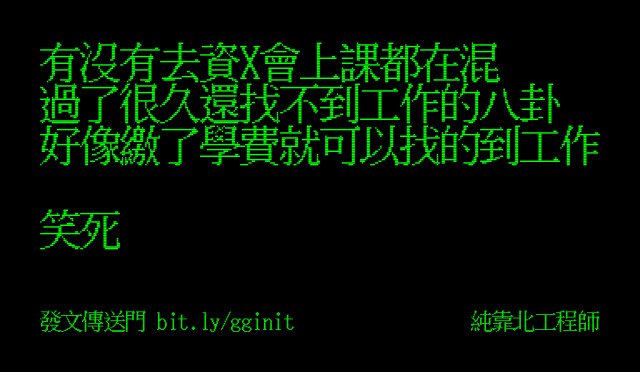 有沒有去資X會上課都在混
過了很久還找不到工作的八卦
好像繳了學費就可以找的到工作
笑死
發文傳送門 bit.ly/gginit
純靠北工程師